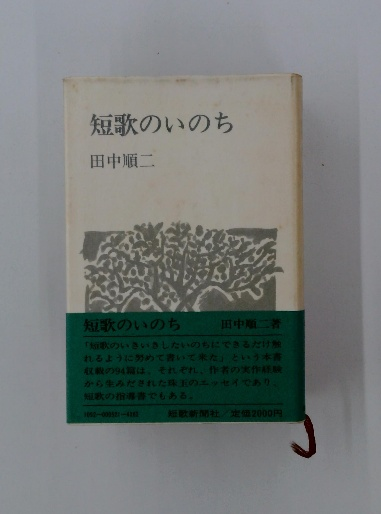 短歌のいのち
田中順二
短歌のいのち 田中順二著
「短歌のいきいきしたいのちにできるだけ触
れるように努めて書いて来た」という本書
収載の94篇は、それぞれ、作者の実作経験
から生みだされた珠玉のエッセイであり、
短歌の指導書でもある。
短歌新聞社/定価2000円